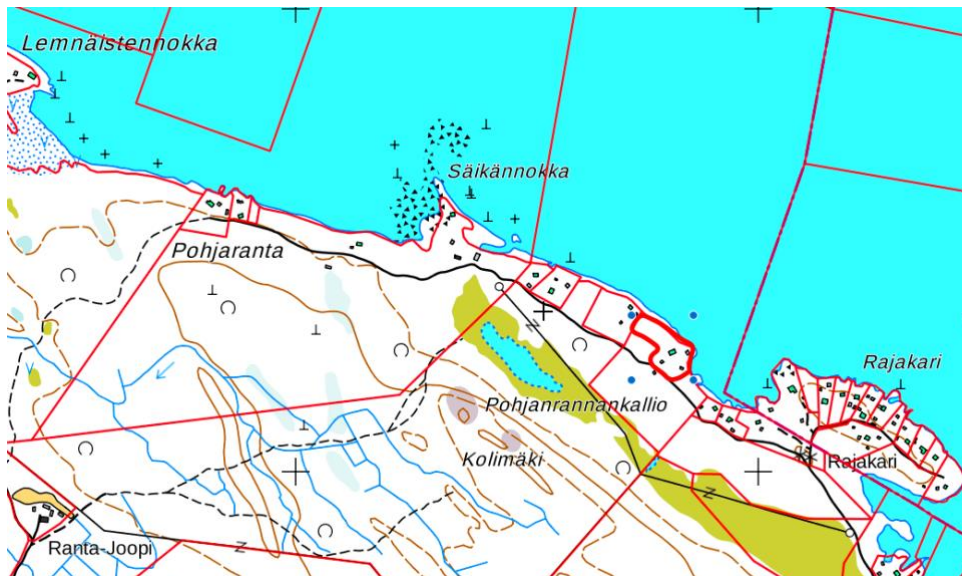 Lemnäistennokka
Säikännokka
Pohjaranta
Rajakari
Pohjanrannankallio
Kolimäki
Rajakari
Ranta-Joopi